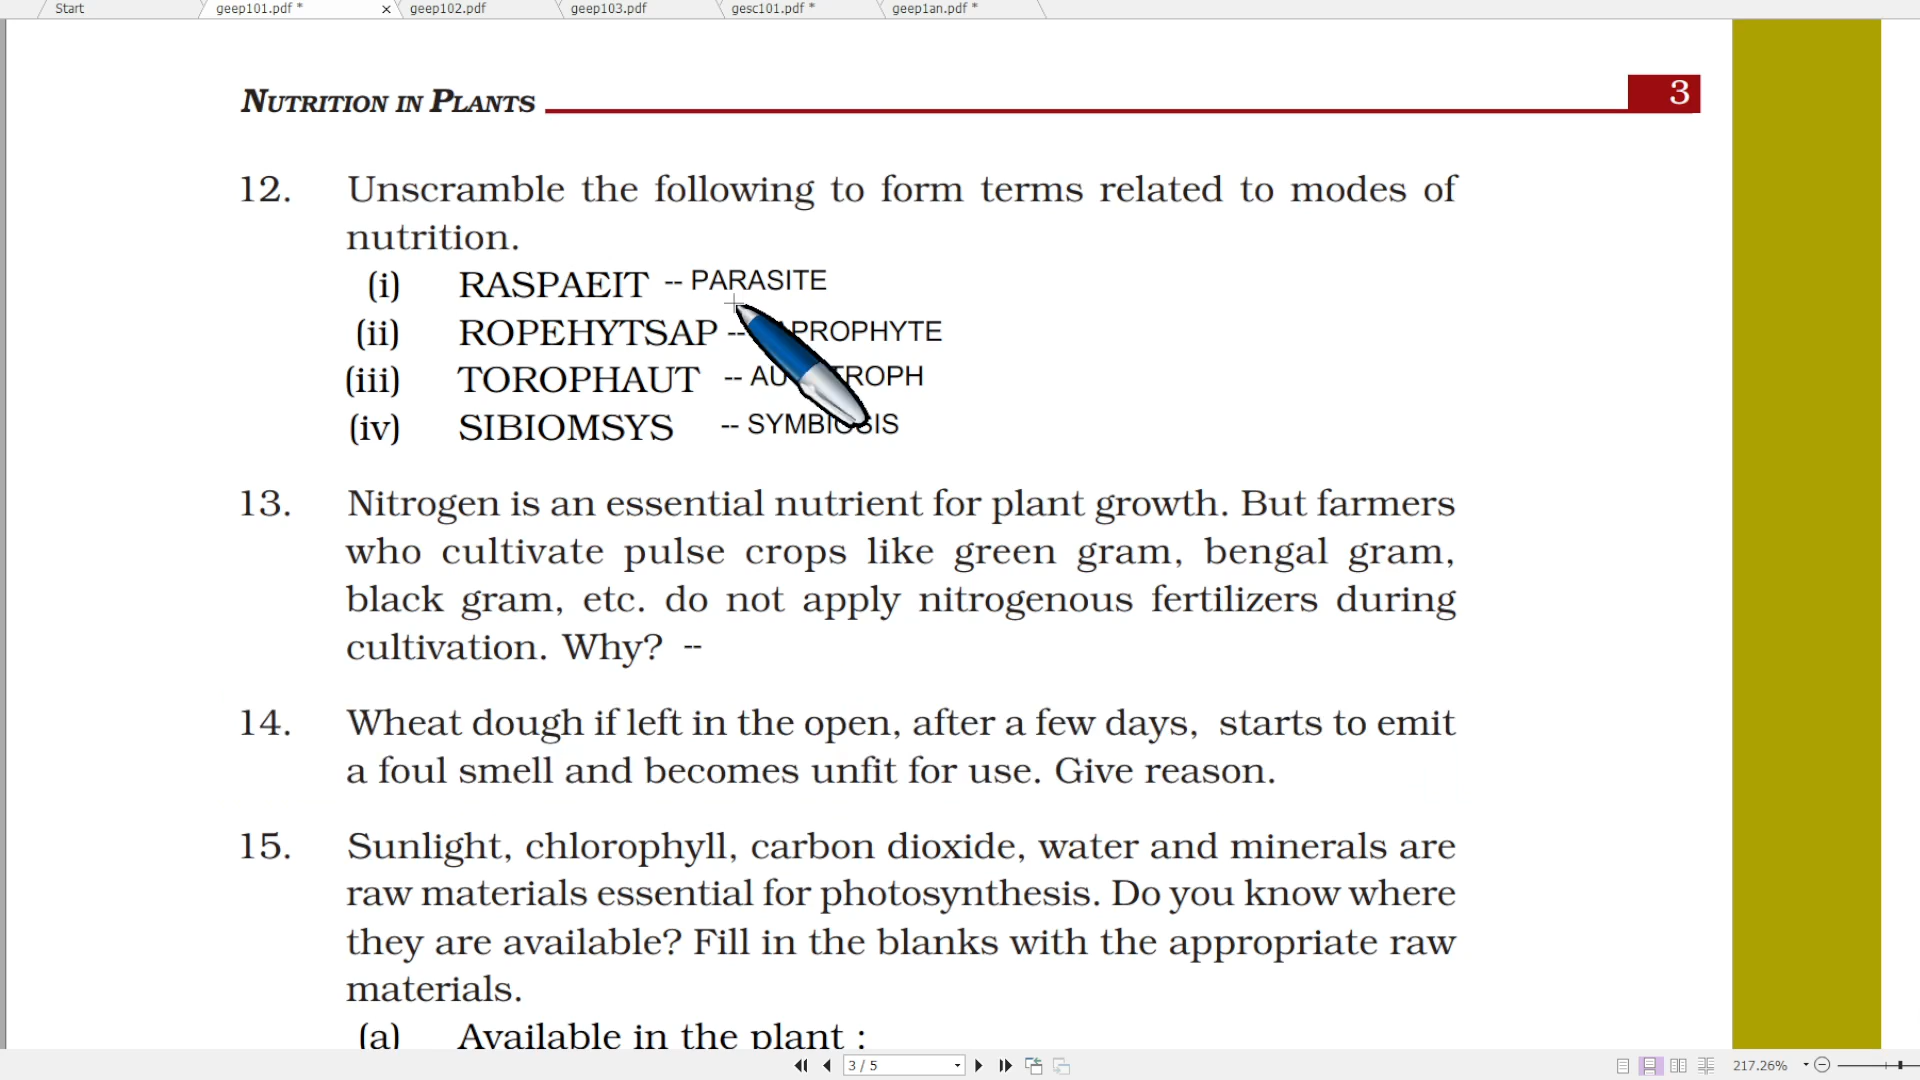 Start geep101.pdf * × geep102.pdf geep103.pdf gesc101.pdf * geep1an.pdf *
NUTRITION IN PLANTS 3
12. Unscramble the following to form terms related to modes of
nutrition.
(i) RASPAEIT -- PARASITE
(ii) ROPEHYTSAP --
(iii) TOROPHAUT --
(iv) SIBIOMSYS -- SYMBIOSIS
13. Nitrogen is an essential nutrient for plant growth. But farmers
who cultivate pulse crops like green gram, bengal gram,
black gram, etc. do not apply nitrogenous fertilizers during
cultivation. Why? --
14. Wheat dough if left in the open, after a few days, starts to emit
a foul smell and becomes unfit for use. Give reason.
15. Sunlight, chlorophyll, carbon dioxide, water and minerals are
raw materials essential for photosynthesis. Do you know where
they are available? Fill in the blanks with the appropriate raw
materials.
(a) Available in the plant :
3 / 5 217.26%